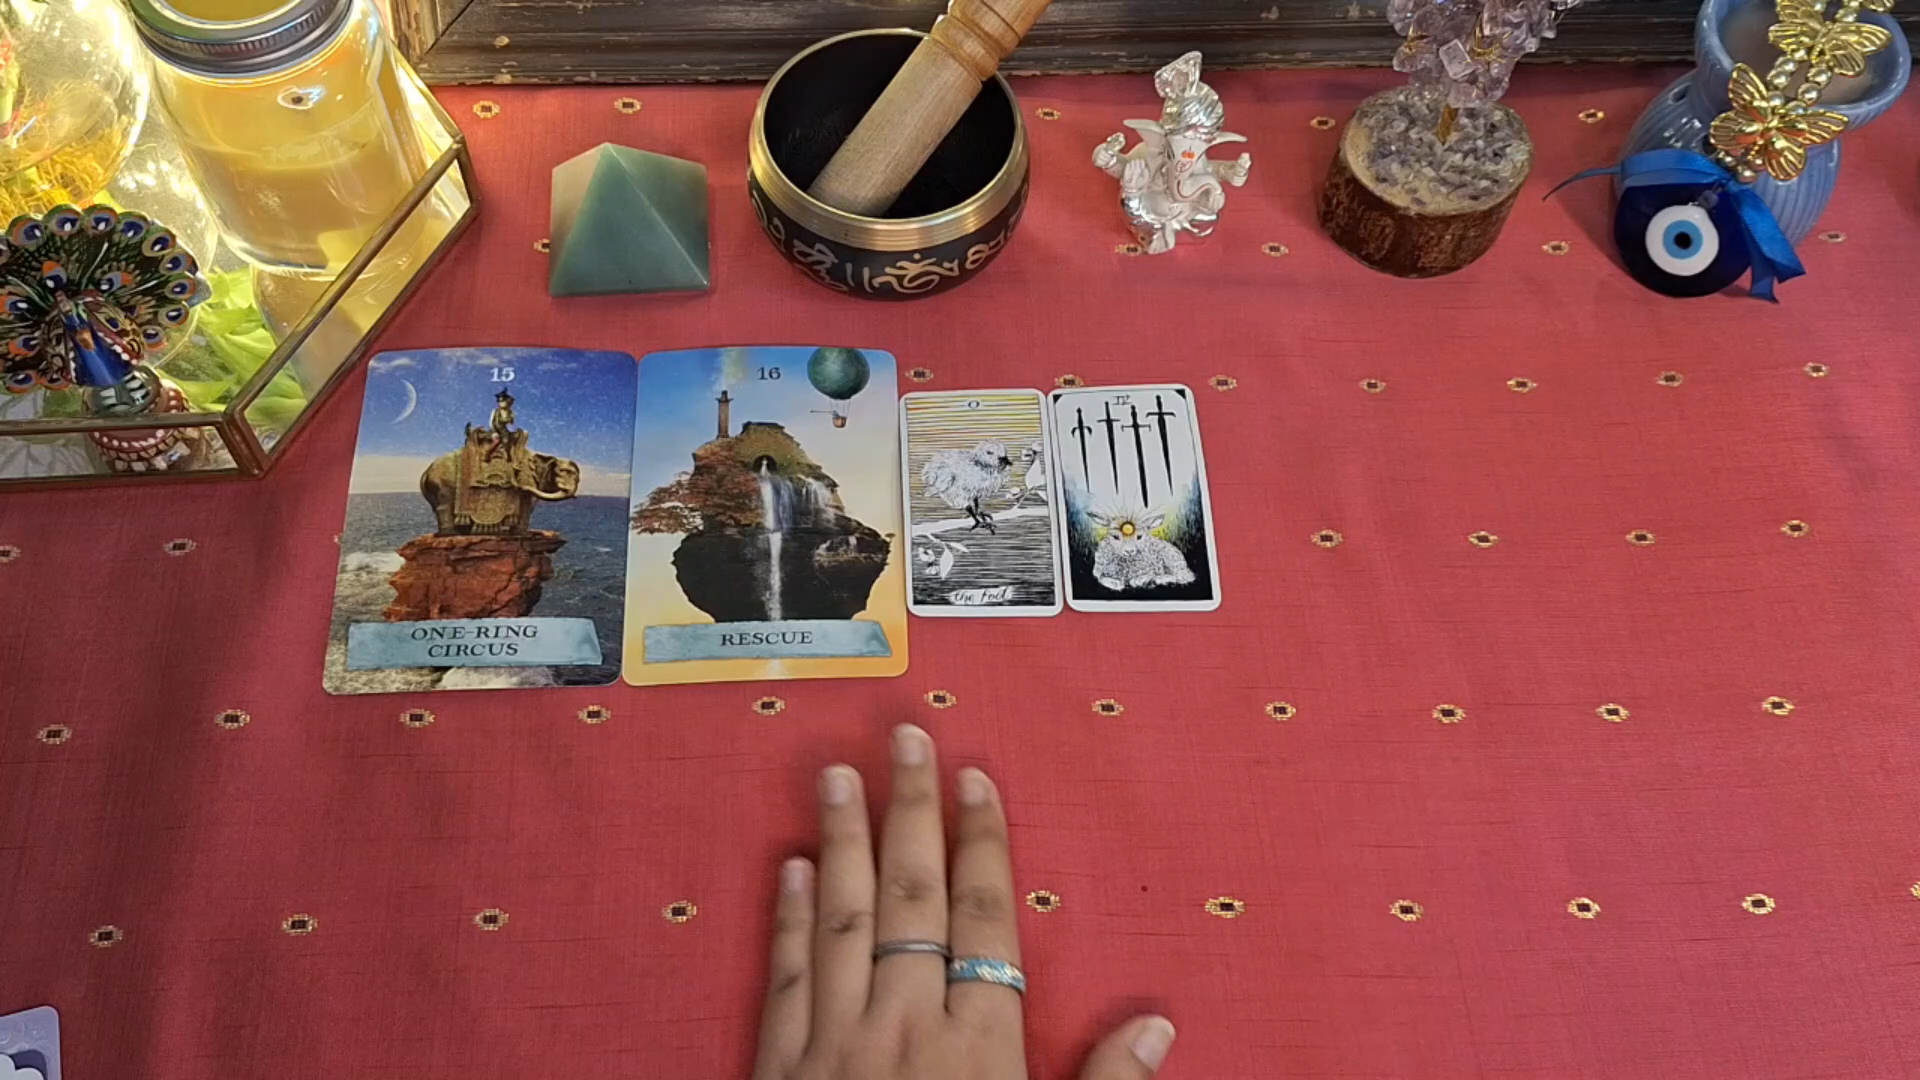 15
ONE-RING
CIRCUS
16
RESCUE
0
the fool
IV